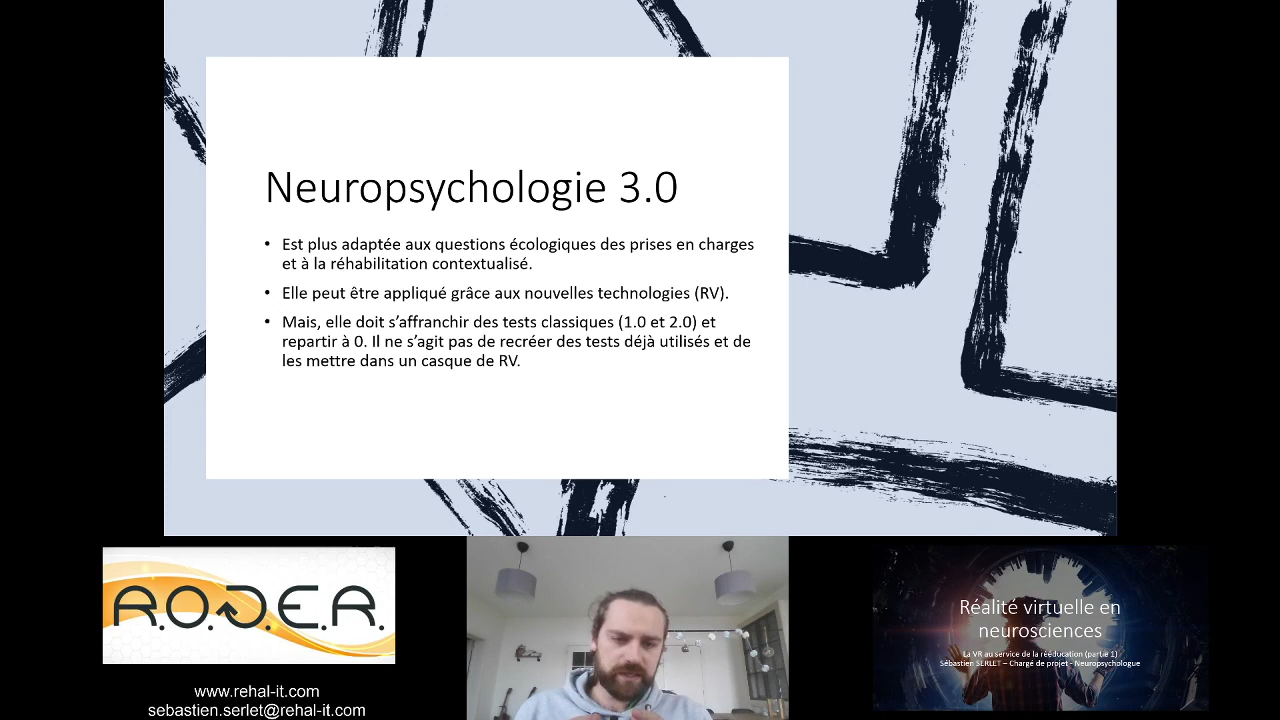 Neuropsychologie 3.0
• Est plus adaptée aux questions écologiques des prises en charges
et à la réhabilitation contextualisé.
• Elle peut être appliqué grâce aux nouvelles technologies (RV).
• Mais, elle doit s’affranchir des tests classiques (1.0 et 2.0) et
repartir à 0. Il ne s’agit pas de recréer des tests déjà utilisés et de
les mettre dans un casque de RV.
R.O.D.E.R.
www.rehal-it.com
sebastien.serlet@rehal-it.com
Réalité virtuelle en
neurosciences
La VR au service de la rééducation (partie 1)
Sébastien SERLET – Chargé de projet - Neuropsychologue